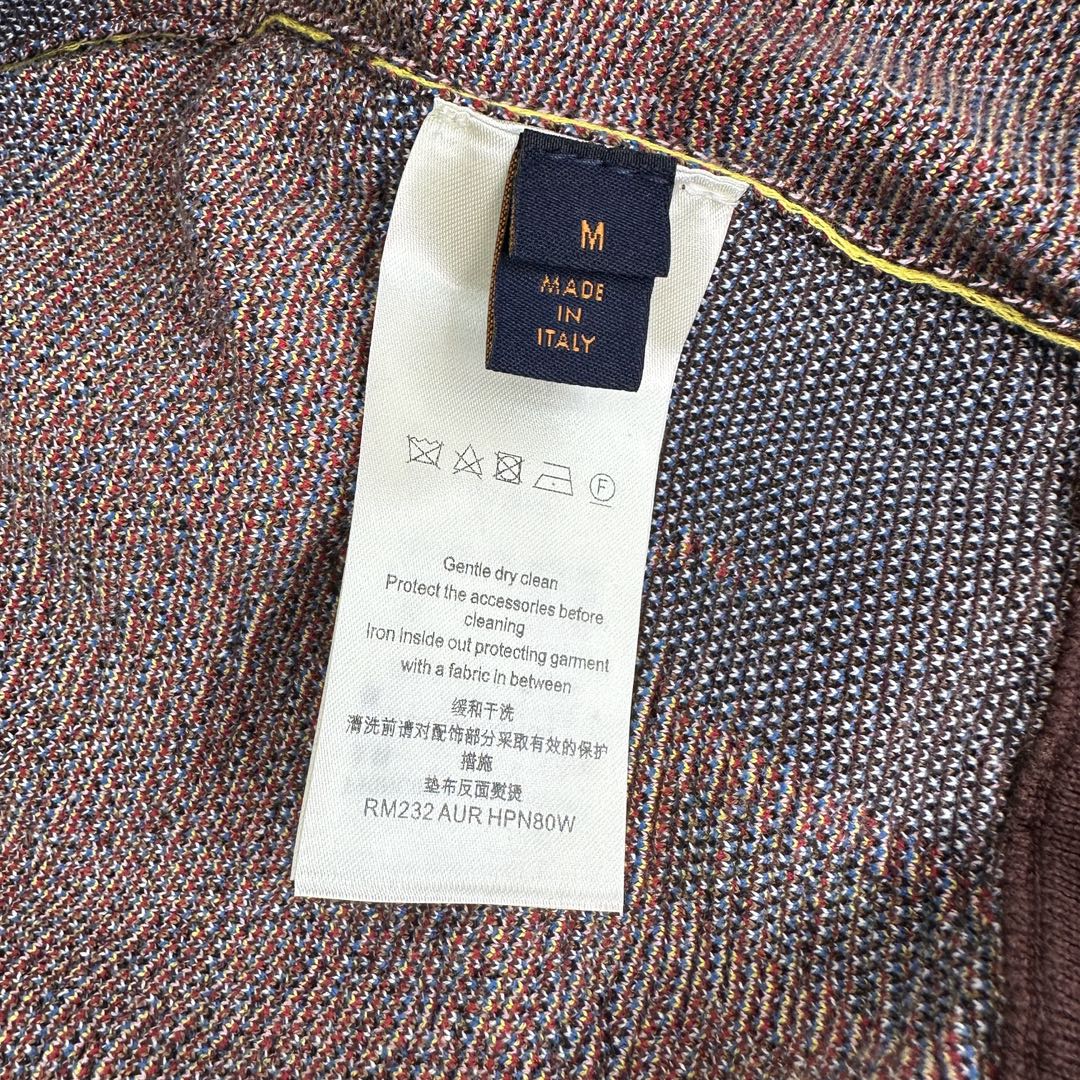 M
MADE
IN
ITALY
F
Gentle dry clean
Protect the accessories before
cleaning
Iron inside out protecting garment
with a fabric in between
缓和干洗
清洗前请对配饰部分采取有效的保护
措施
垫布反面熨烫
RM232 AUR HPN80W